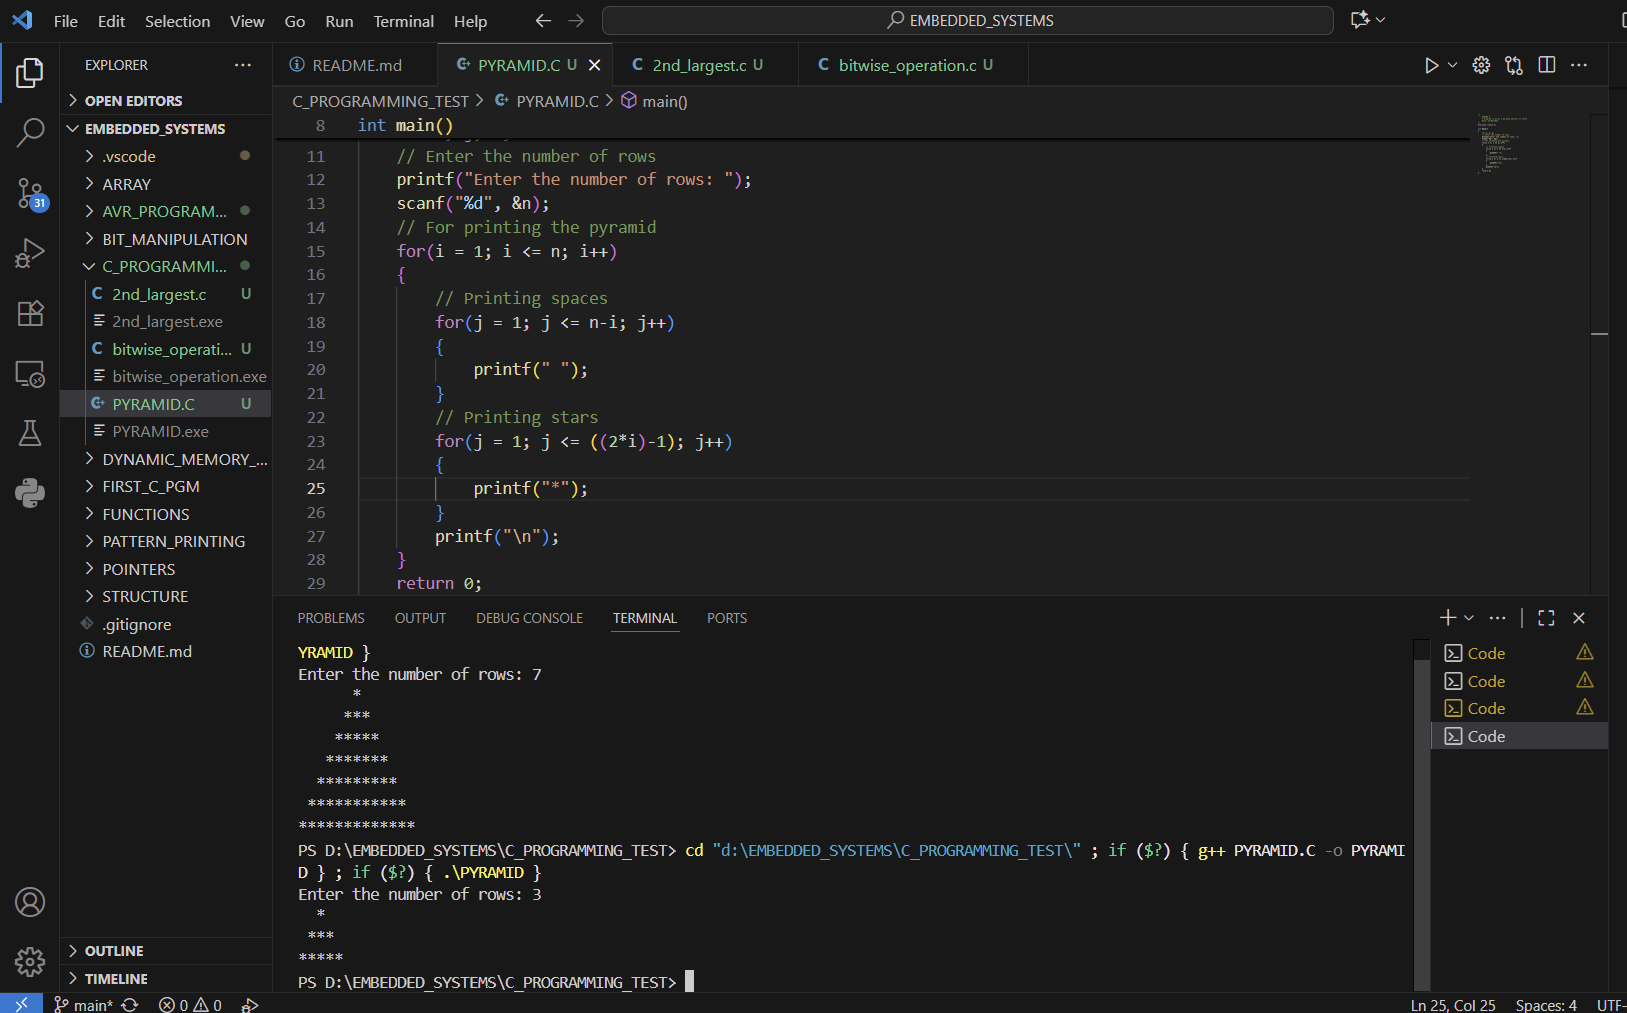 File Edit Selection View Go Run Terminal Help
EMBEDDED_SYSTEMS
EXPLORER
OPEN EDITORS
EMBEDDED_SYSTEMS
.vscode
ARRAY
AVR_PROGRAM...
BIT_MANIPULATION
C_PROGRAMMI...
2nd_largest.c U
2nd_largest.exe
bitwise_operati... U
bitwise_operation.exe
PYRAMID.C U
PYRAMID.exe
DYNAMIC_MEMORY_...
FIRST_C_PGM
FUNCTIONS
PATTERN_PRINTING
POINTERS
STRUCTURE
.gitignore
README.md
OUTLINE
TIMELINE
31
README.md PYRAMID.C U 2nd_largest.c U bitwise_operation.c U
C_PROGRAMMING_TEST > PYRAMID.C > main()
8 int main()
11 // Enter the number of rows
12 printf("Enter the number of rows: ");
13 scanf("%d", &n);
14 // For printing the pyramid
15 for(i = 1; i <= n; i++)
16 {
17 // Printing spaces
18 for(j = 1; j <= n-i; j++)
19 {
20 printf(" ");
21 }
22 // Printing stars
23 for(j = 1; j <= ((2*i)-1); j++)
24 {
25 printf("*");
26 }
27 printf("\n");
28 }
29 return 0;
PROBLEMS OUTPUT DEBUG CONSOLE TERMINAL PORTS
YRAMID }
Enter the number of rows: 7
*
***
*****
*******
*********
***********
*************
PS D:\EMBEDDED_SYSTEMS\C_PROGRAMMING_TEST> cd "d:\EMBEDDED_SYSTEMS\C_PROGRAMMING_TEST\" ; if ($?) { g++ PYRAMID.C -o PYRAMI
D } ; if ($?) { .\PYRAMID }
Enter the number of rows: 3
*
***
*****
PS D:\EMBEDDED_SYSTEMS\C_PROGRAMMING_TEST>
Code
Code
Code
Code
main* 0 0 Ln 25, Col 25 Spaces: 4 UTF-